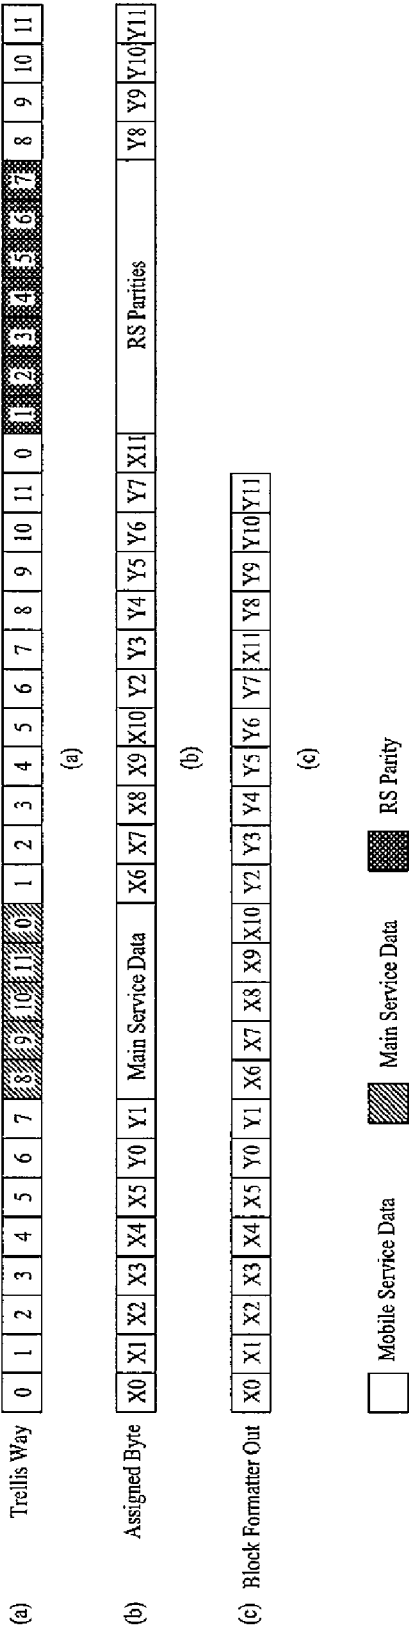 (a) Trellis Way 0 1 2 3 4 5 6 7 8 9 10 11 0 1 2 3 4 5 6 7 8 9 10 11 0 1 2 3 4 5 6 7 8 9 10 11
(a)
(b) Assigned Byte X0 X1 X2 X3 X4 X5 Y0 Y1 Main Service Data X6 X7 X8 X9 X10 Y2 Y3 Y4 Y5 Y6 Y7 X11 RS Parities Y8 Y9 Y10 Y11
(b)
(c) Block Formatter Out X0 X1 X2 X3 X4 X5 Y0 Y1 X6 X7 X8 X9 X10 Y2 Y3 Y4 Y5 Y6 Y7 X11 Y8 Y9 Y10 Y11
(c)
Mobile Service Data Main Service Data RS Parity